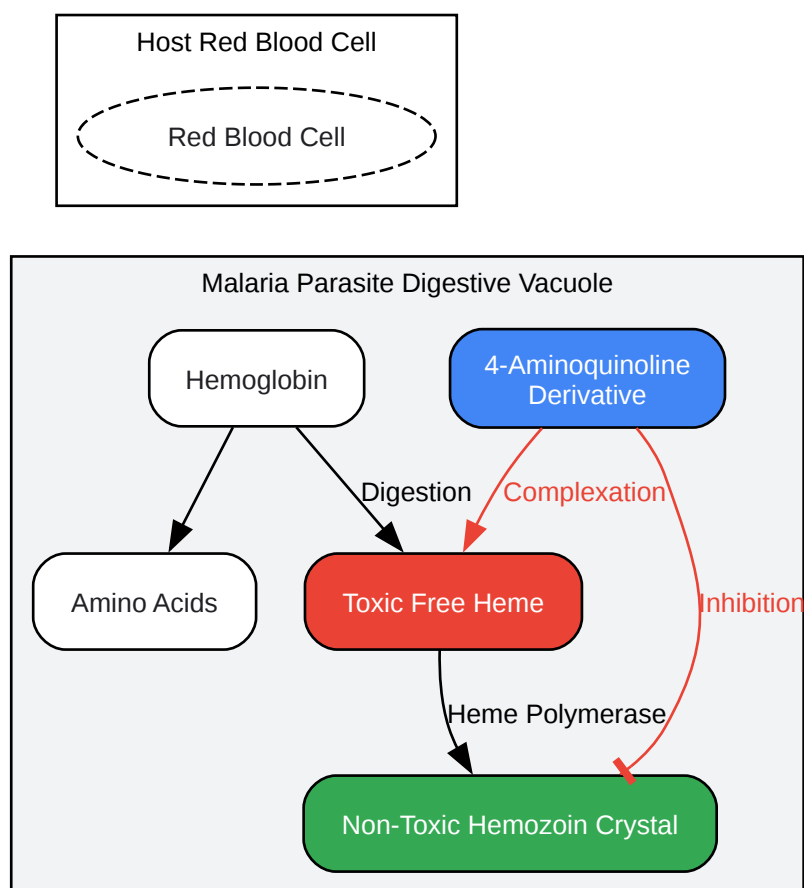 Host Red Blood Cell
Red Blood Cell
Malaria Parasite Digestive Vacuole
Hemoglobin
4-Aminoquinoline
Derivative
Digestion
Complexation
Amino Acids
Toxic Free Heme
Inhibition
Heme Polymerase
Non-Toxic Hemozoin Crystal